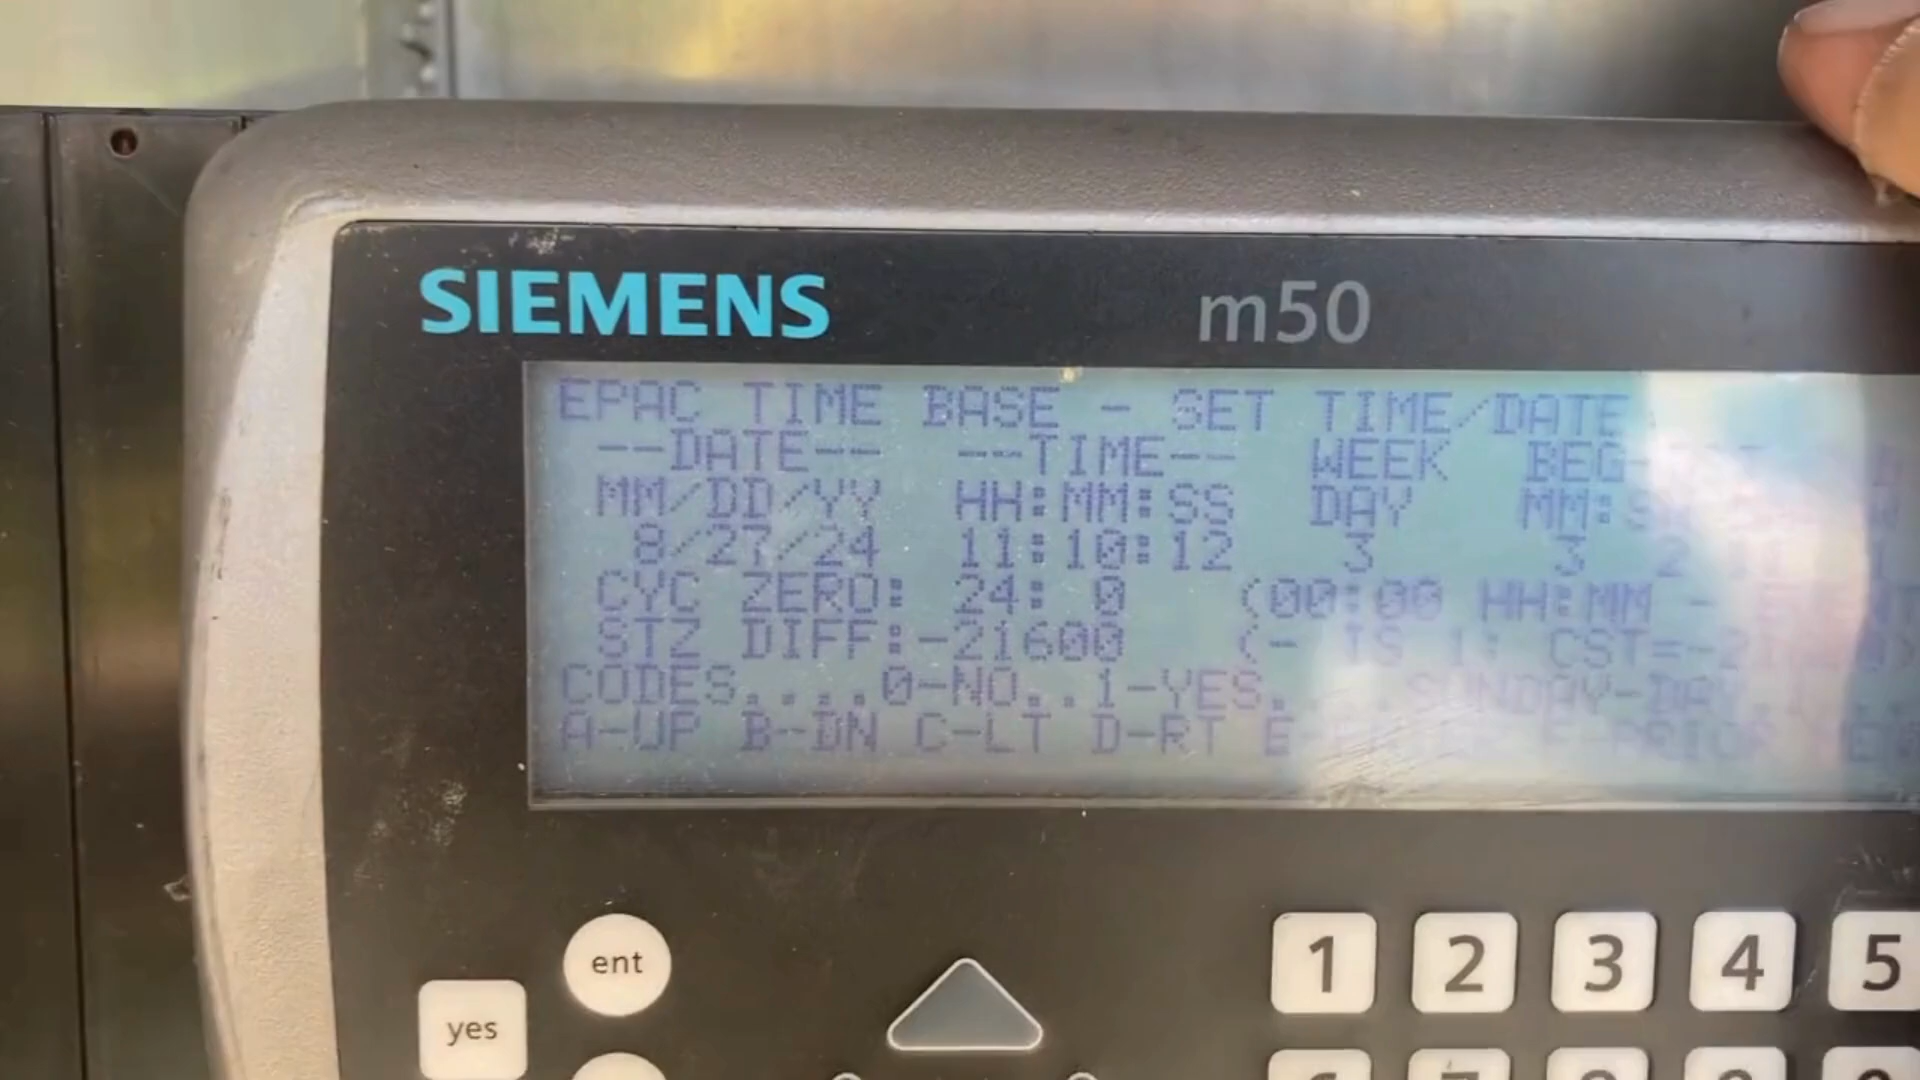 SIEMENS m50
EPAC TIME BASE - SET TIME/DATE
--DATE-- --TIME-- WEEK BEG-
MM/DD/YY HH:MM:SS DAY MM:S
8/27/24 11:10:12 3 3 2
CYC ZERO: 24: 0 (00:00 HH:MM -
STZ DIFF:-21600 (- IS CST=-
CODES....0-NO..1-YES. SUNDAY-DAY
A-UP B-DN C-LT D-RT
ent
1 2 3 4 5
yes